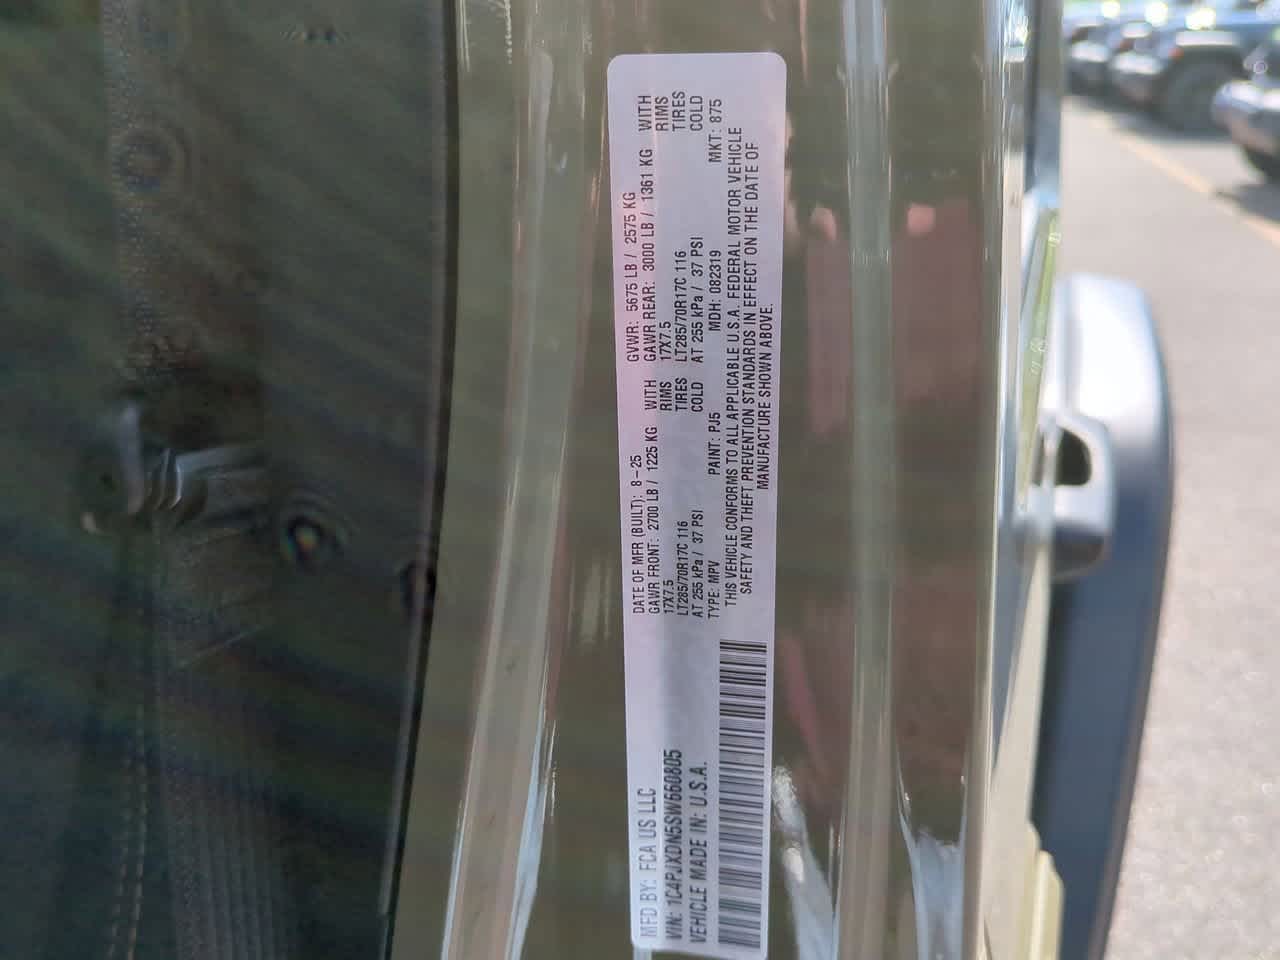 MFD BY: FCA US LLC
DATE OF MFR (BUILT): 8-25
GVWR: 5675 LB / 2575 KG
GAWR FRONT: 2700 LB / 1225 KG WITH
GAWR REAR: 3000 LB / 1361 KG WITH
17X7.5 RIMS
17X7.5 RIMS
LT285/70R17C 116 TIRES
LT285/70R17C 116 TIRES
AT 255 kPa / 37 PSI COLD
AT 255 kPa / 37 PSI COLD
VIN: 1C4PJXDN5SW660805
VEHICLE MADE IN: U.S.A.
TYPE: MPV PAINT: PJ5 MDH: 082319 MKT: 875
THIS VEHICLE CONFORMS TO ALL APPLICABLE U.S.A. FEDERAL MOTOR VEHICLE
SAFETY AND THEFT PREVENTION STANDARDS IN EFFECT ON THE DATE OF
MANUFACTURE SHOWN ABOVE.